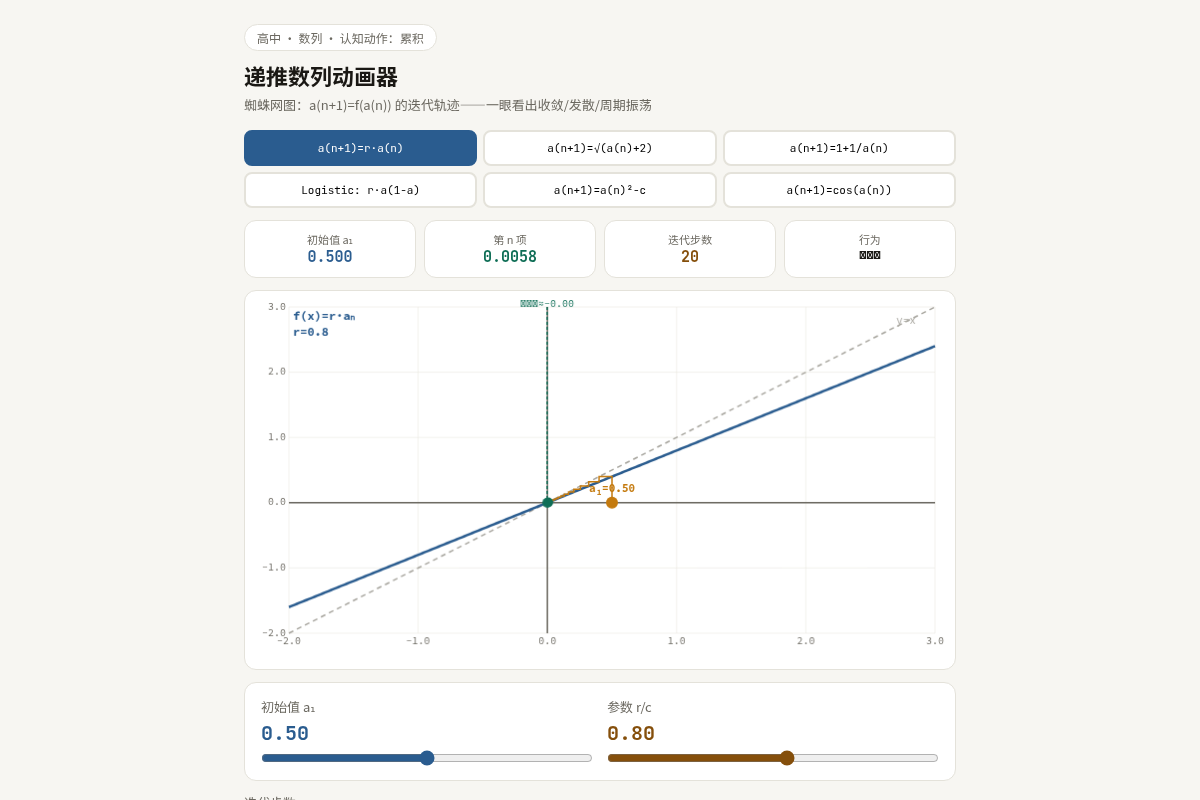 高中 · 数列 · 认知动作：累积
递推数列动画器
蜘蛛网图：a(n+1)=f(a(n)) 的迭代轨迹——一眼看出收敛/发散/周期振荡
a(n+1)=r·a(n)
a(n+1)=√(a(n)+2)
a(n+1)=1+1/a(n)
Logistic: r·a(1-a)
a(n+1)=a(n)²-c
a(n+1)=cos(a(n))
初始值 a₁
0.500
第 n 项
0.0058
迭代步数
20
行为
≈-0.00
3.0
f(x)=r·aₙ
r=0.8
y=x
2.0
1.0
a₁=0.50
0.0
-1.0
-2.0
-2.0
-1.0
0.0
1.0
2.0
3.0
初始值 a₁
0.50
参数 r/c
0.80